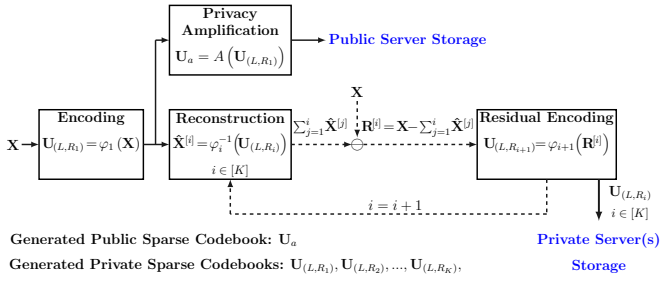 Privacy
Amplification
U_a = A (U_(L,R_1))
Public Server Storage
X
Encoding
U_(L,R_1) = φ_1 (X)
Reconstruction
X̂^[i] = φ_i^{-1} (U_(L,R_i))
i ∈ [K]
∑_{j=1}^{i} X̂^[j]
X
R^[i] = X − ∑_{j=1}^{i} X̂^[j]
Residual Encoding
U_(L,R_{i+1}) = φ_{i+1} (R^[i])
i = i + 1
U_(L,R_i)
i ∈ [K]
Generated Public Sparse Codebook: U_a
Private Server(s)
Storage
Generated Private Sparse Codebooks: U_(L,R_1), U_(L,R_2), ..., U_(L,R_K),